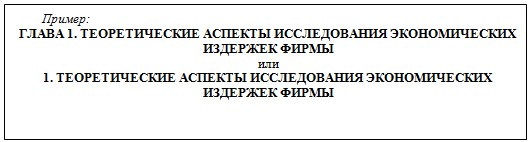 Пример:
ГЛАВА 1. ТЕОРЕТИЧЕСКИЕ АСПЕКТЫ ИССЛЕДОВАНИЯ ЭКОНОМИЧЕСКИХ
ИЗДЕРЖЕК ФИРМЫ
или
1. ТЕОРЕТИЧЕСКИЕ АСПЕКТЫ ИССЛЕДОВАНИЯ ЭКОНОМИЧЕСКИХ
ИЗДЕРЖЕК ФИРМЫ